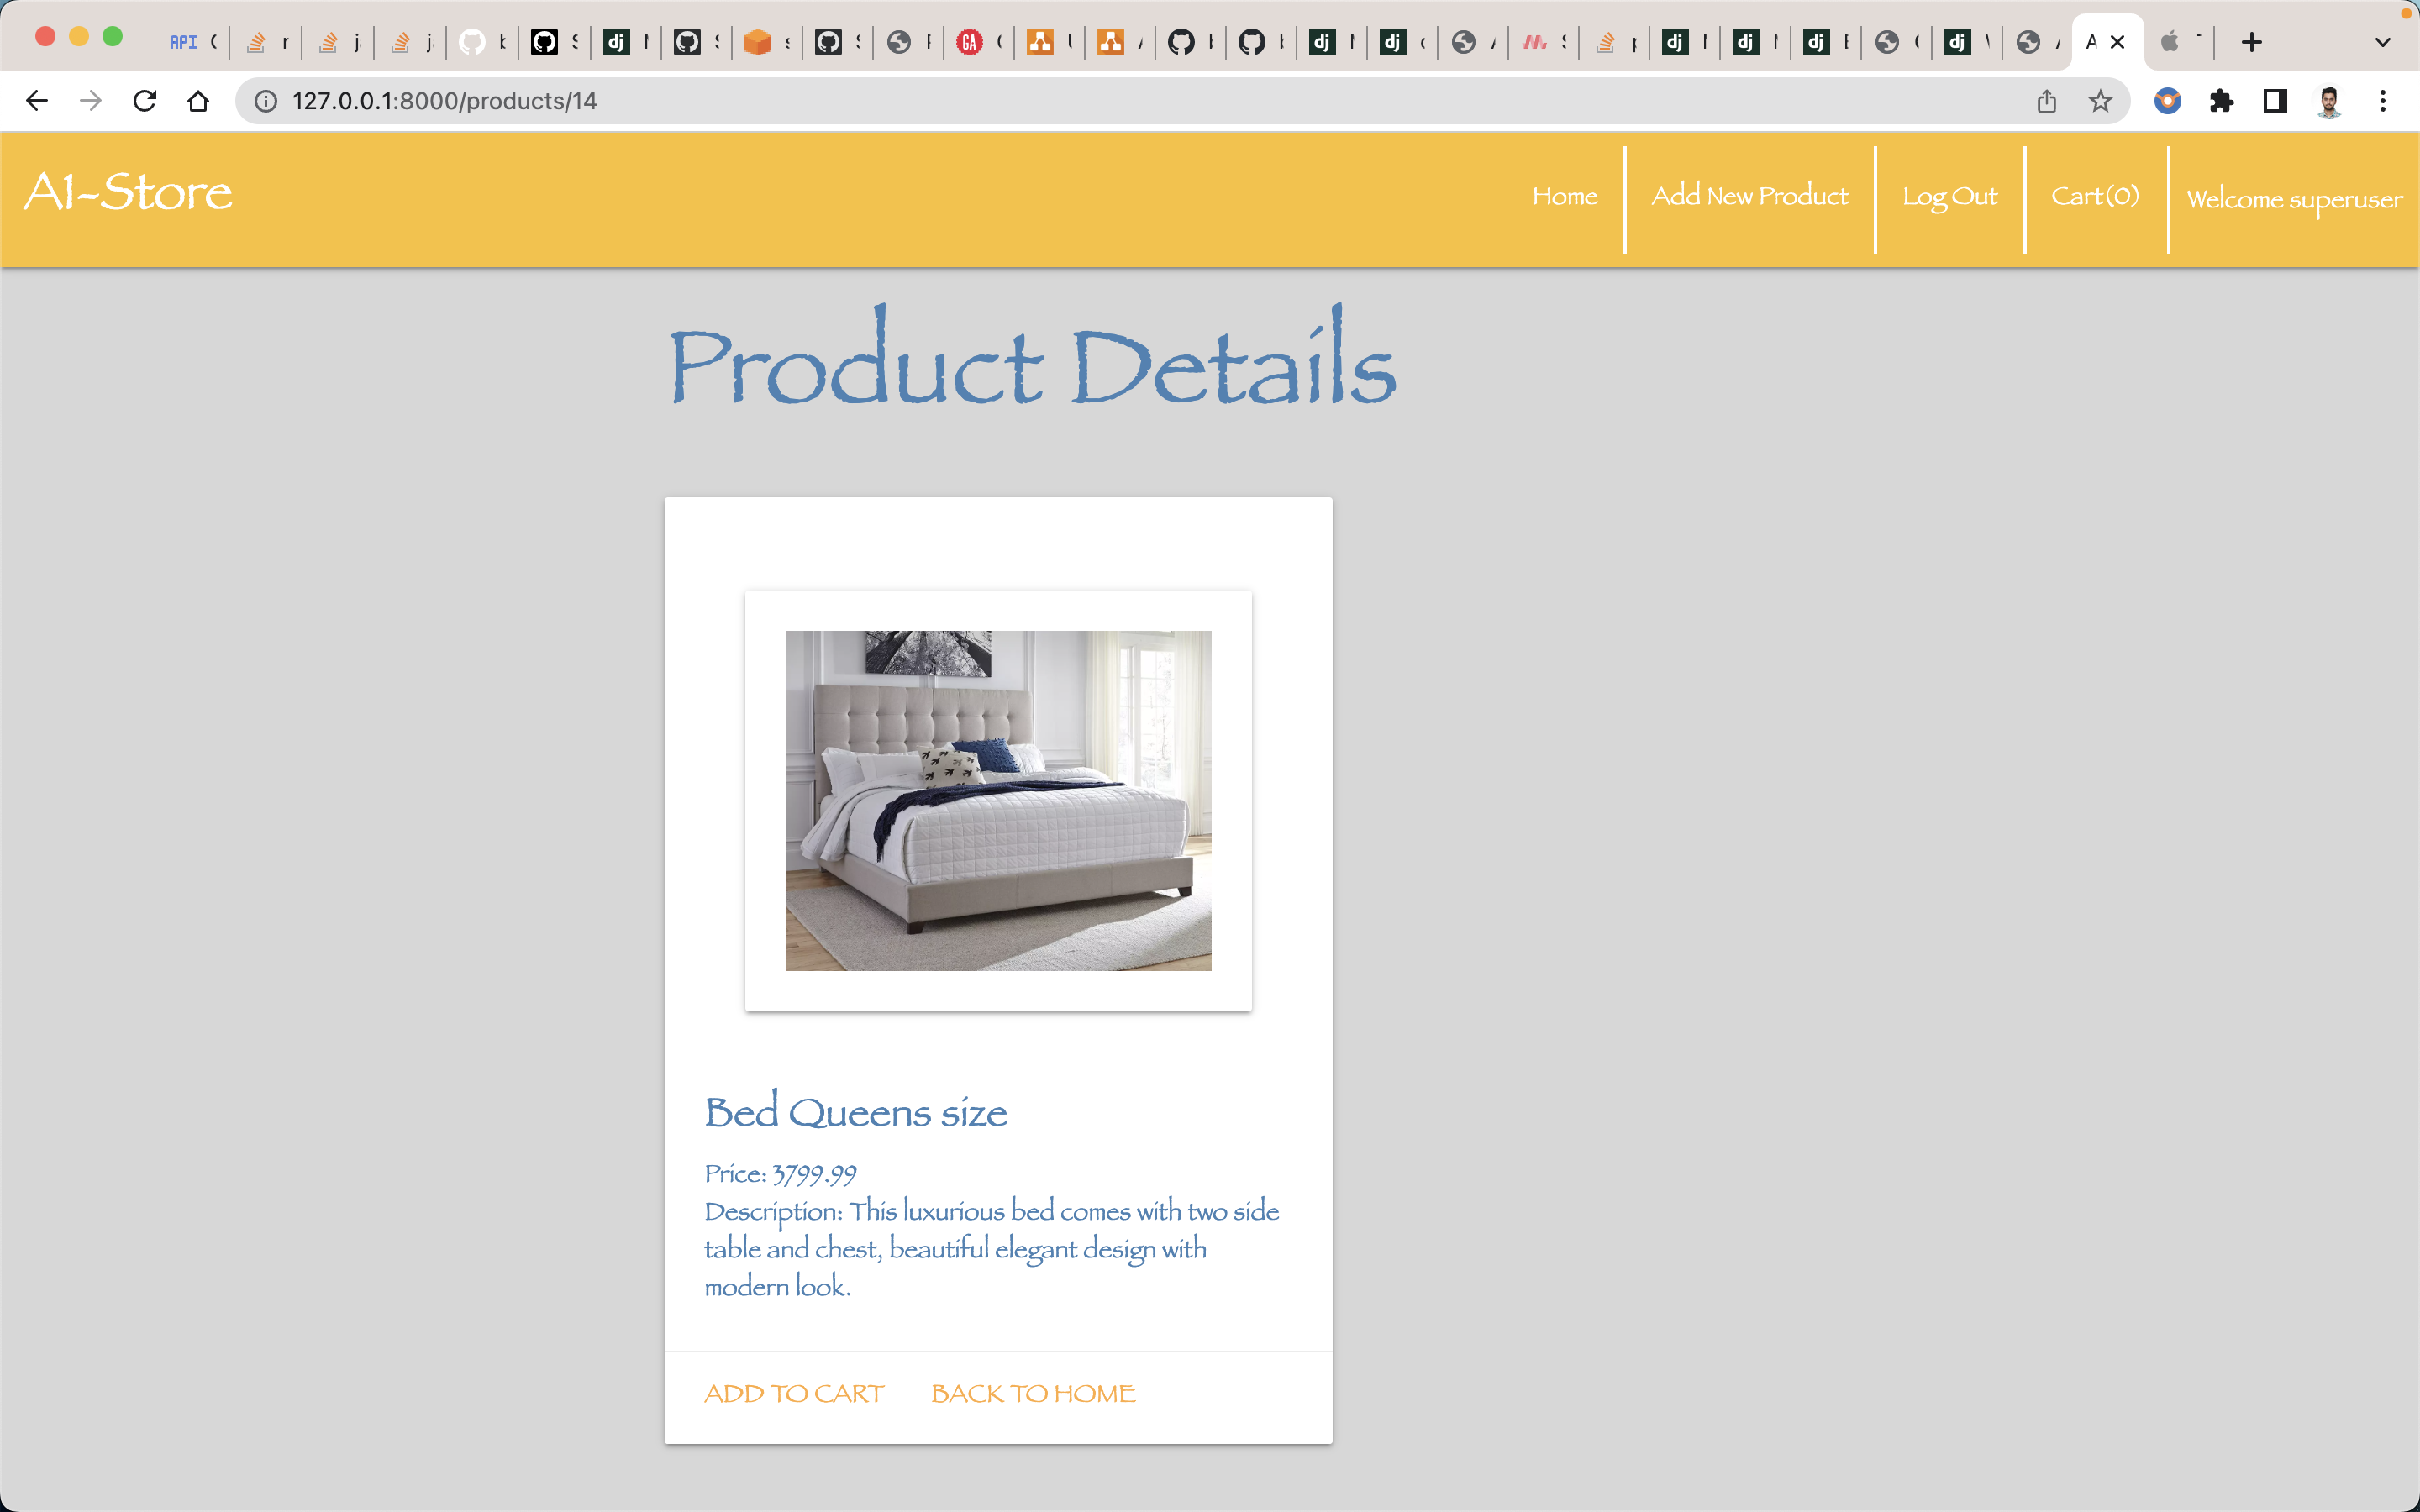 127.0.0.1:8000/products/14
A1-Store
Home
Add New Product
Log Out
Cart(0)
Welcome superuser
Product Details
Bed Queens size
Price: 3799.99
Description: This luxurious bed comes with two side
table and chest, beautiful elegant design with
modern look.
ADD TO CART
BACK TO HOME